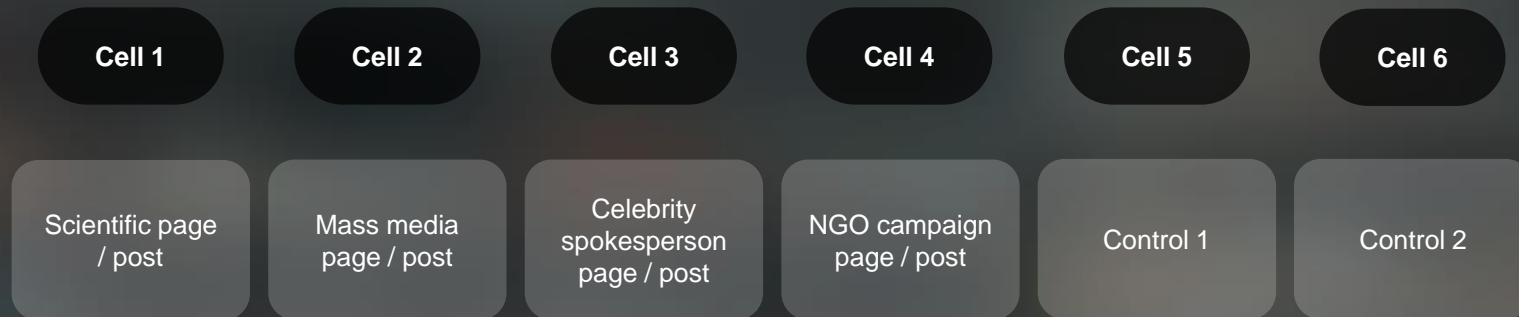 Cell 1
Cell 2
Cell 3
Cell 4
Cell 5
Cell 6
Scientific page
/ post
Mass media
page / post
Celebrity
spokesperson
page / post
NGO campaign
page / post
Control 1
Control 2